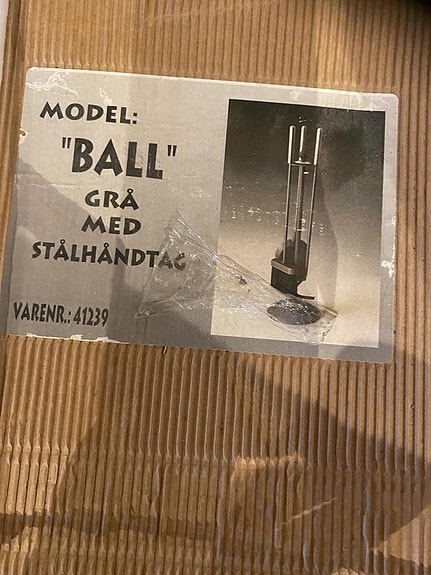 MODEL:
"BALL"
GRÅ
MED
STÅLHÅNDTAG
VARENR.: 41239